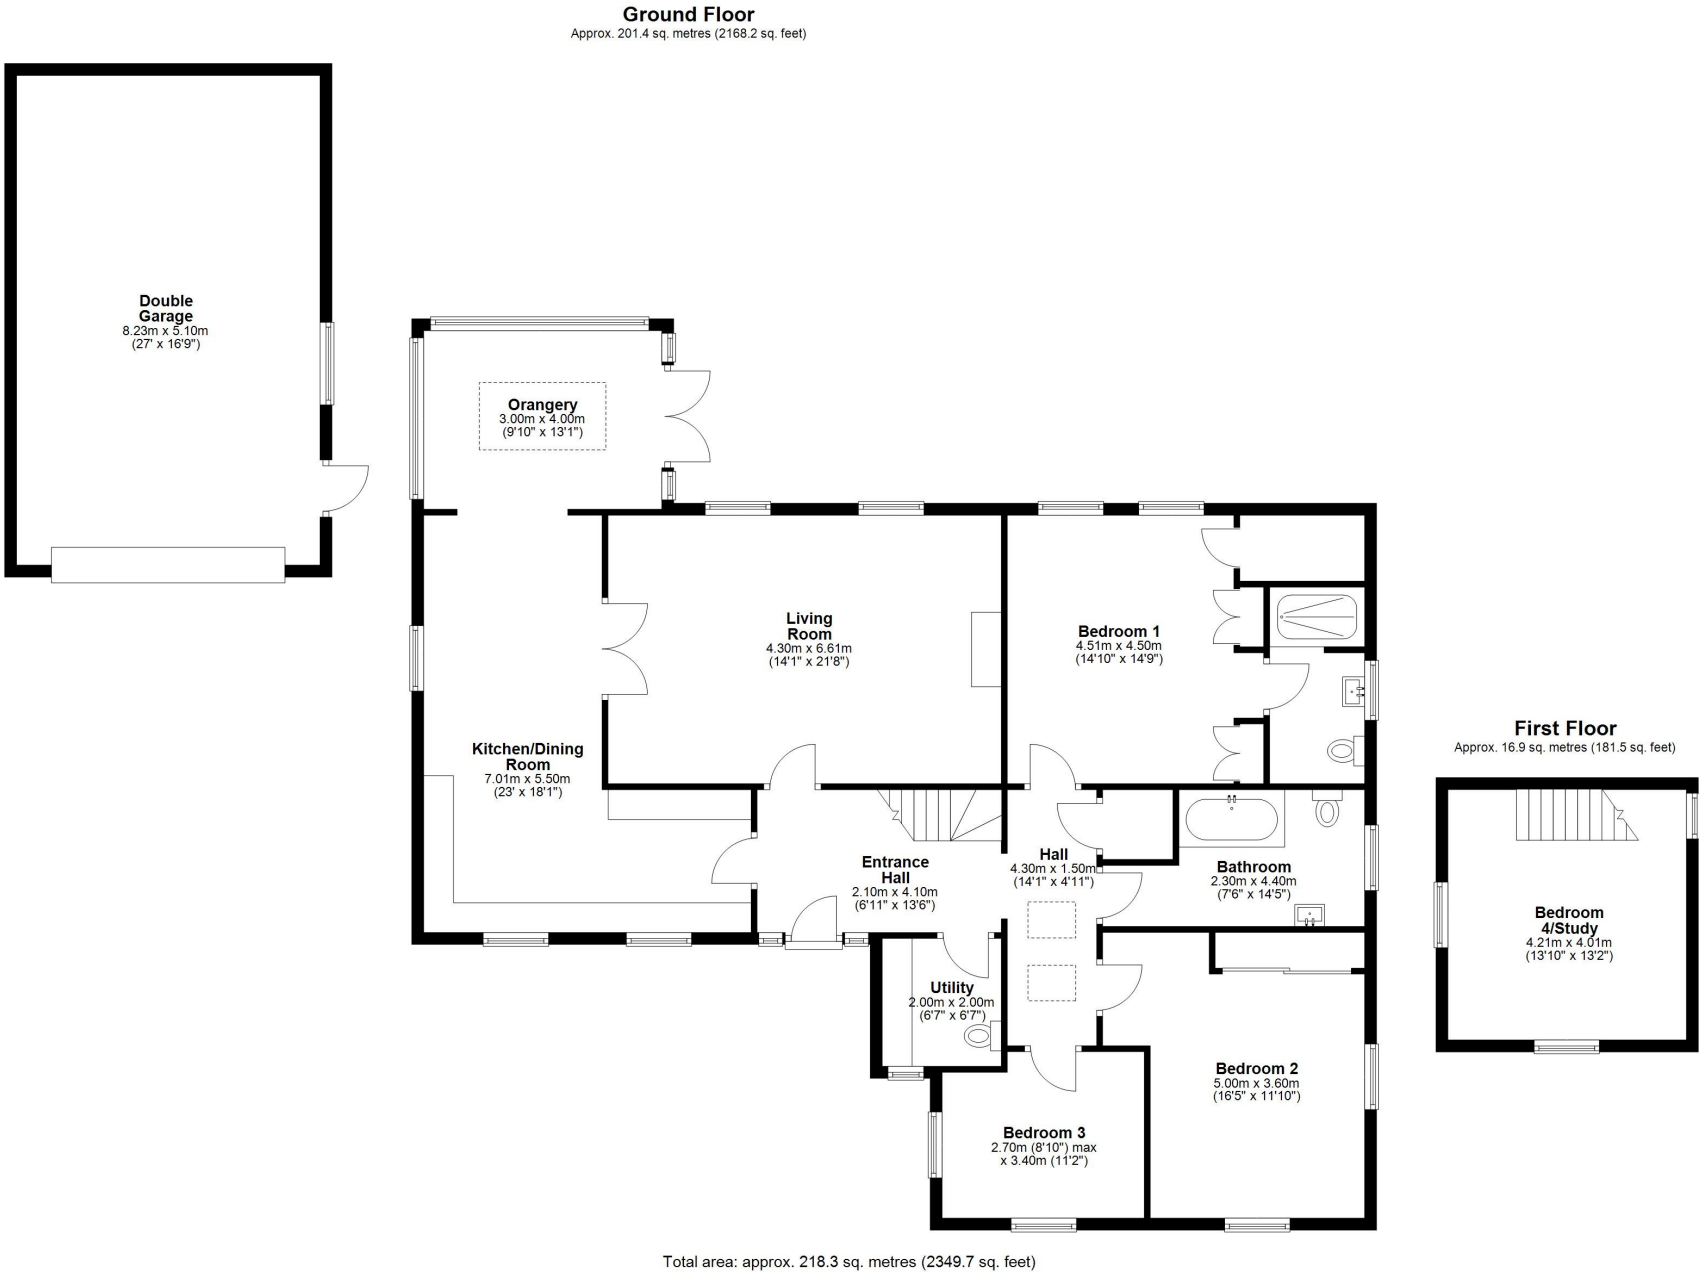 Ground Floor
Approx. 201.4 sq. metres (2168.2 sq. feet)
Double
Garage
8.23m x 5.10m
(27' x 16'9")
Orangery
3.00m x 4.00m
(9'10" x 13'1")
Living
Room
4.30m x 6.61m
(14'1" x 21'8")
Bedroom 1
4.51m x 4.50m
(14'10" x 14'9")
Kitchen/Dining
Room
7.01m x 5.50m
(23' x 18'1")
Entrance
Hall
2.10m x 4.10m
(6'11" x 13'6")
Hall
4.30m x 1.50m
(14'1" x 4'11")
Bathroom
2.30m x 4.40m
(7'6" x 14'5")
Utility
2.00m x 2.00m
(6'7" x 6'7")
Bedroom 2
5.00m x 3.60m
(16'5" x 11'10")
Bedroom 3
2.70m (8'10") max
x 3.40m (11'2")
First Floor
Approx. 16.9 sq. metres (181.5 sq. feet)
Bedroom
4/Study
4.21m x 4.01m
(13'10" x 13'2")
Total area: approx. 218.3 sq. metres (2349.7 sq. feet)